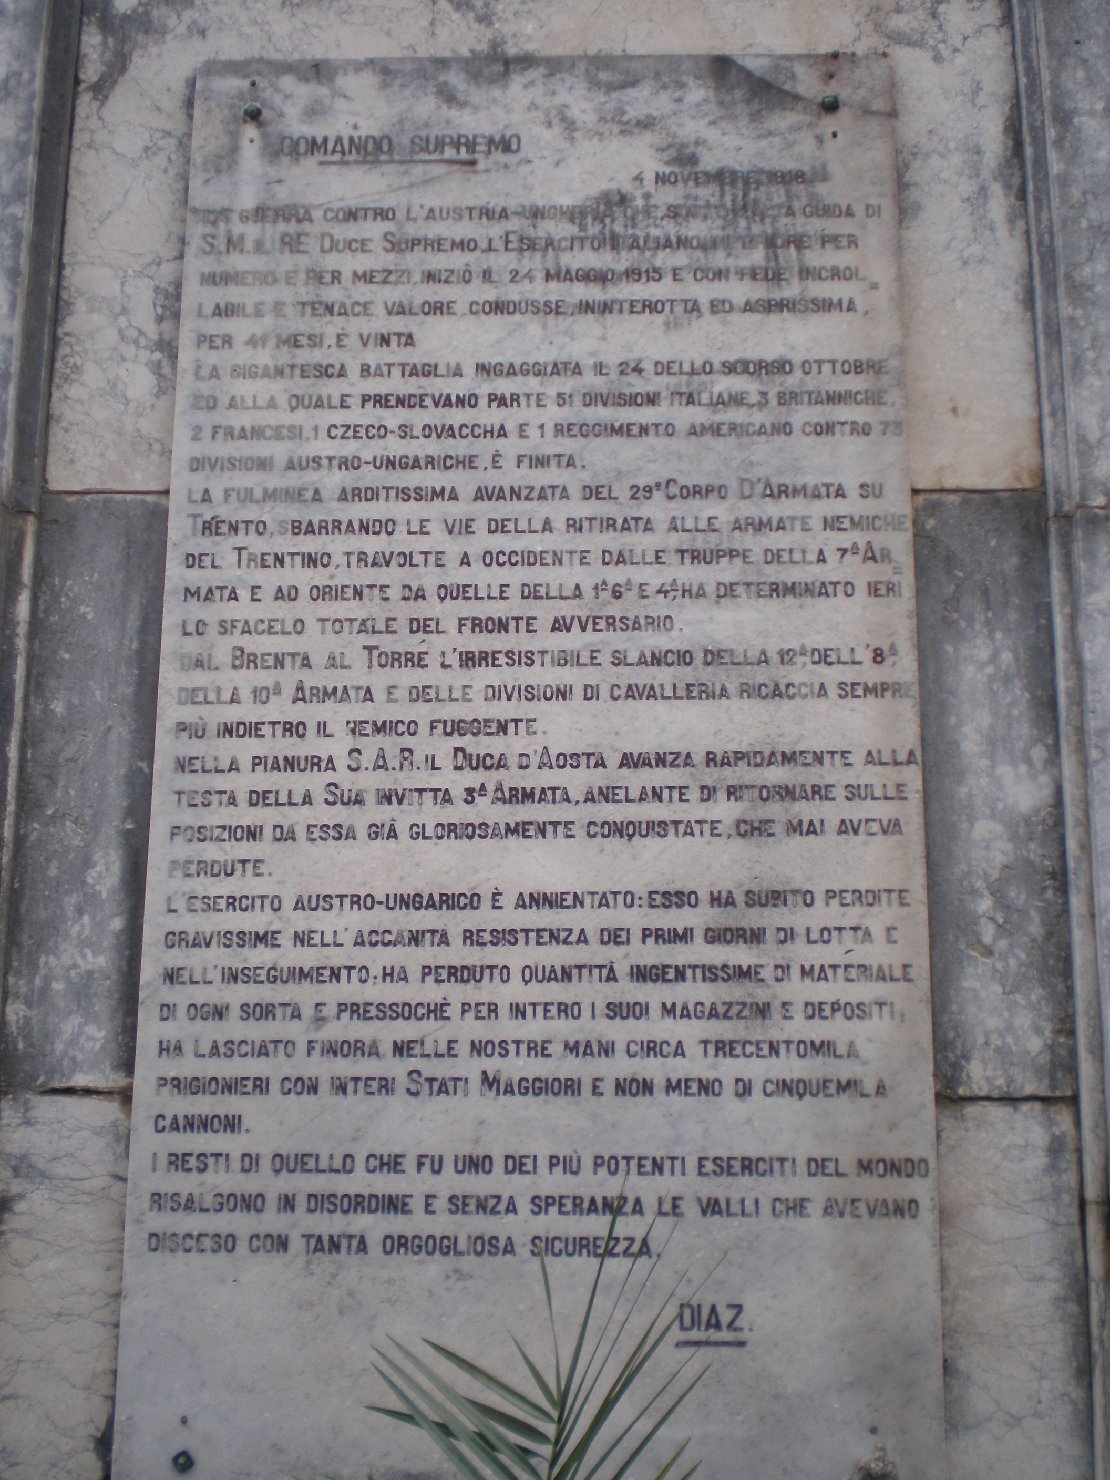 COMANDO SUPREMO
4 NOVEMBRE 1918.
LA GUERRA CONTRO L'AUSTRIA-UNGHERIA CHE, SOTTO L'ALTA GUIDA DI
S.M. IL RE DUCE SUPREMO, L'ESERCITO ITALIANO, INFERIORE PER
NUMERO E PER MEZZI, INIZIÒ IL 24 MAGGIO 1915 E CON FEDE INCROL=
LABILE E TENACE VALORE CONDUSSE, ININTEROTTA ED ASPRISSIMA,
PER 41 MESI, È VINTA
LA GIGANTESCA BATTAGLIA INGAGGIATA IL 24 DELLO SCORSO OTTOBRE
ED ALLA QUALE PRENDEVANO PARTE 51 DIVISIONI ITALIANE, 3 BRITANNICHE,
2 FRANCESI, 1 CZECO-SLOVACCHA E 1 REGGIMENTO AMERICANO CONTRO 73
DIVISIONI AUSTRO-UNGARICHE, È FINITA.
LA FULMINEA ARDITISSIMA AVANZATA DEL 29° CORPO D'ARMATA SU
TRENTO, SBARRANDO LE VIE DELLA RITIRATA ALLE ARMATE NEMICHE
DEL TRENTINO, TRAVOLTE A OCCIDENTE DALLE TRUPPE DELLA 7ª AR=
MATA E AD ORIENTE DA QUELLE DELLA 1ª 6ª E 4ª, HA DETERMINATO IERI
LO SFACELO TOTALE DEL FRONTE AVVERSARIO.
DAL BRENTA AL TORRE L'IRRESISTIBILE SLANCIO DELLA 12ª, DELL'8ª,
DELLA 10ª ARMATA E DELLE DIVISIONI DI CAVALLERIA RICACCIA SEMPRE
PIÙ INDIETRO IL NEMICO FUGGENTE.
NELLA PIANURA S.A.R. IL DUCA D'AOSTA AVANZA RAPIDAMENTE ALLA
TESTA DELLA SUA INVITTA 3ª ARMATA, ANELANTE DI RITORNARE SULLE
POSIZIONI DA ESSA GIÀ GLORIOSAMENTE CONQUISTATE, CHE MAI AVEVA
PERDUTE.
L'ESERCITO AUSTRO-UNGARICO È ANNIENTATO: ESSO HA SUBITO PERDITE
GRAVISSIME NELL'ACCANITA RESISTENZA DEI PRIMI GIORNI DI LOTTA E
NELL'INSEGUIMENTO: HA PERDUTO QUANTITÀ INGENTISSIME DI MATERIALE
DI OGNI SORTA E PRESSOCHÈ PER INTERO I SUOI MAGAZZINI E DEPOSITI;
HA LASCIATO FINORA NELLE NOSTRE MANI CIRCA TRECENTOMILA
PRIGIONIERI CON INTERI STATI MAGGIORI E NON MENO DI CINQUEMILA
CANNONI.
I RESTI DI QUELLO CHE FU UNO DEI PIÙ POTENTI ESERCITI DEL MONDO
RISALGONO IN DISORDINE E SENZA SPERANZA LE VALLI CHE AVEVANO
DISCESO CON TANTA ORGOGLIOSA SICUREZZA.
DIAZ.